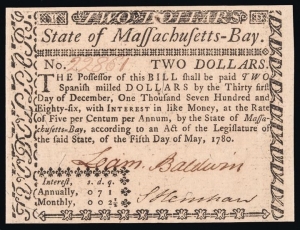 TWO DOLLARS
State of Maſſachuſetts-Bay.
No. TWO DOLLARS.
THE Poſſeſſor of this BILL ſhall be paid TWO
Spaniſh milled DOLLARS by the Thirty firſt
Day of December, One Thouſand Seven Hundred and
Eighty-ſix, with INTEREST in like Money, at the Rate
of Five per Centum per Annum, by the State of Maſſa-
chuſetts-Bay, according to an Act of the Legiſlature of
the ſaid State, of the Fifth Day of May, 1780.
Loam. Baldwin
Intereſt. s. d. q.
Annually, 0 7 1
Monthly, 0 0 2